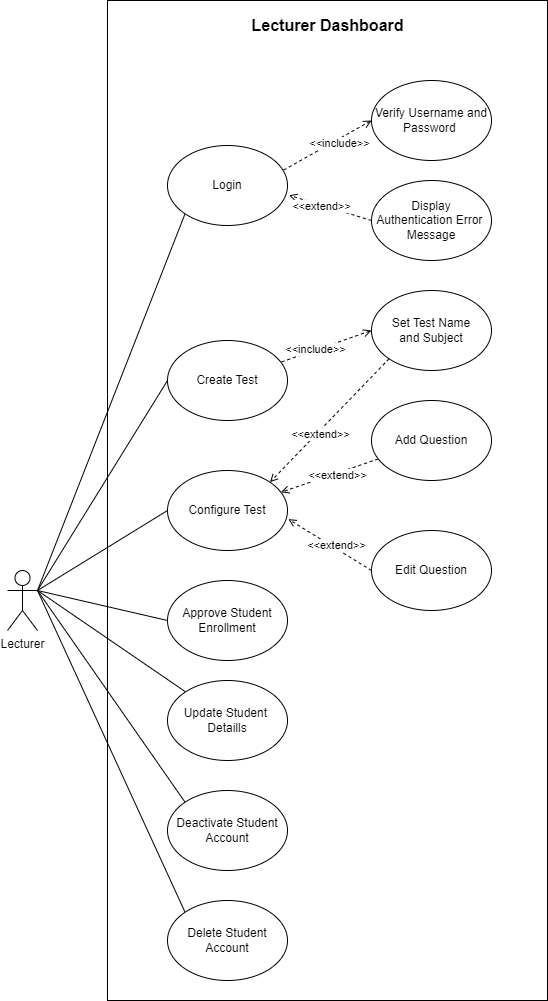 Lecturer Dashboard
Verify Username and
Password
<<include>>
Login
<<extend>>
Display
Authentication Error
Message
Set Test Name
and Subject
<<include>>
Create Test
<<extend>>
Add Question
<<extend>>
Configure Test
<<extend>>
Edit Question
Lecturer
Approve Student
Enrollment
Update Student
Detaills
Deactivate Student
Account
Delete Student
Account